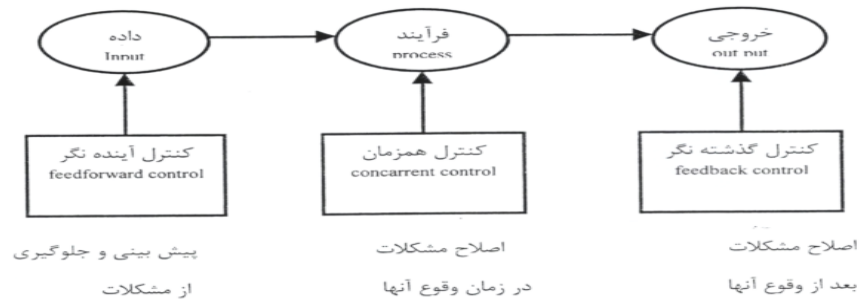 داده
Input
فرآیند
process
خروجی
out put
کنترل آینده نگر
feedforward control
کنترل همزمان
concarrent control
کنترل گذشته نگر
feedback control
پیش بینی و جلوگیری
از مشکلات
اصلاح مشکلات
در زمان وقوع آنها
اصلاح مشکلات
بعد از وقوع آنها